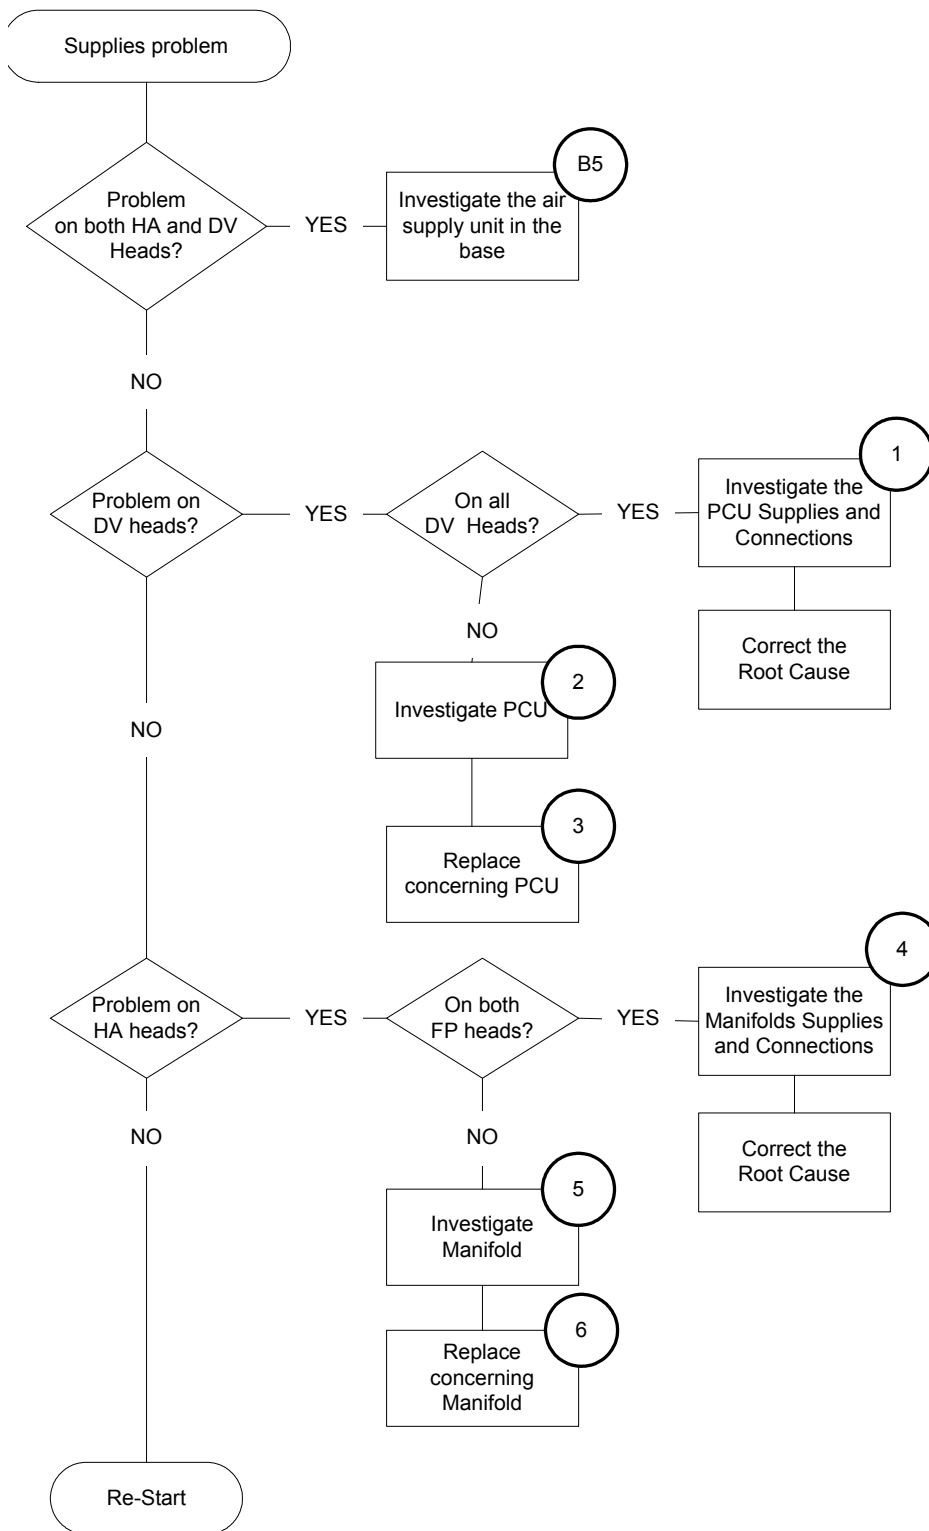 Supplies problem
B5
Problem
on both HA and DV
Heads?
YES
Investigate the air
supply unit in the
base
NO
1
Problem on
DV heads?
YES
On all
DV Heads?
YES
Investigate the
PCU Supplies and
Connections
NO
Correct the
Root Cause
2
Investigate PCU
NO
3
Replace
concerning PCU
4
Problem on
HA heads?
YES
On both
FP heads?
YES
Investigate the
Manifolds Supplies
and Connections
NO
NO
Correct the
Root Cause
5
Investigate
Manifold
6
Replace
concerning
Manifold
Re-Start